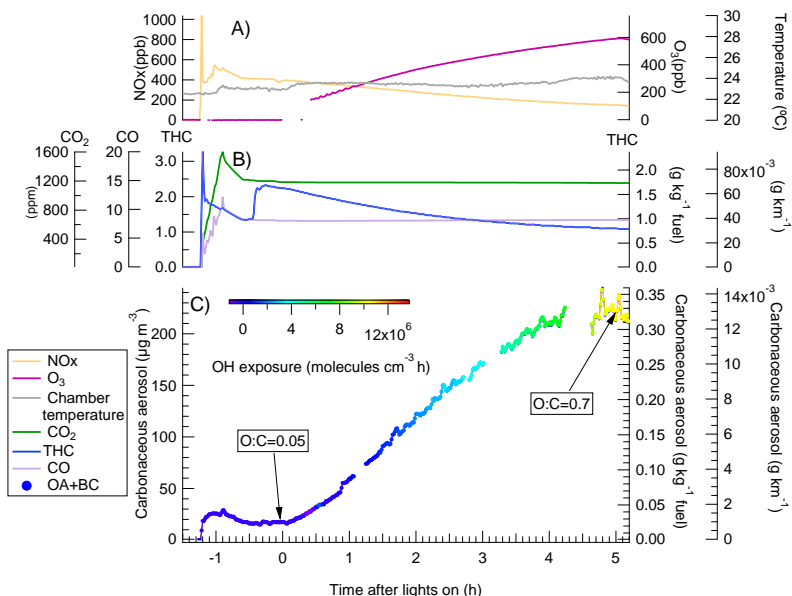 A)
NOx(ppb)
1000
800
600
400
200
0
O3(ppb)
600
400
200
0
Temperature (ºC)
30
28
26
24
22
20
CO2
CO
THC
THC
B)
(ppm)
1600
1200
800
400
20
15
10
5
0
3.0
2.0
1.0
0.0
2.0
1.5
1.0
0.5
0.0
(g kg-1 fuel)
80x10-3
60
40
20
0
(g km-1)
C)
0
4
8
12x10^6
OH exposure (molecules cm-3 h)
Carbonaceous aerosol (µg m-3)
200
150
100
50
0
O:C=0.05
O:C=0.7
0.36
0.30
0.25
0.20
0.15
0.10
0.05
0.00
Carbonaceous aerosol (g kg-1 fuel)
14x10-3
12
10
8
6
4
2
0
Carbonaceous aerosol (g km-1)
-1
0
1
2
3
4
5
Time after lights on (h)
NOx
O3
Chamber
temperature
CO2
THC
CO
OA+BC